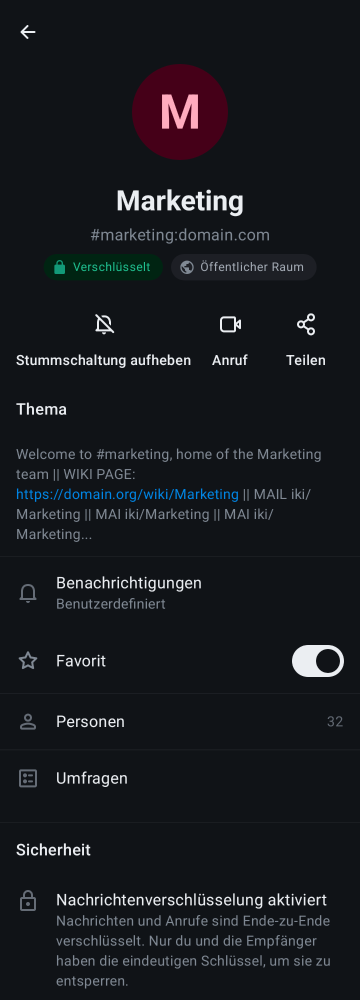 M
Marketing
#marketing:domain.com
Verschlüsselt Öffentlicher Raum
Stummschaltung aufheben Anruf Teilen
Thema
Welcome to #marketing, home of the Marketing
team || WIKI PAGE:
https://domain.org/wiki/Marketing || MAIL iki/
Marketing || MAI iki/Marketing || MAI iki/
Marketing...
Benachrichtigungen
Benutzerdefiniert
Favorit
Personen 32
Umfragen
Sicherheit
Nachrichtenverschlüsselung aktiviert
Nachrichten und Anrufe sind Ende-zu-Ende
verschlüsselt. Nur du und die Empfänger
haben die eindeutigen Schlüssel, um sie zu
entsperren.